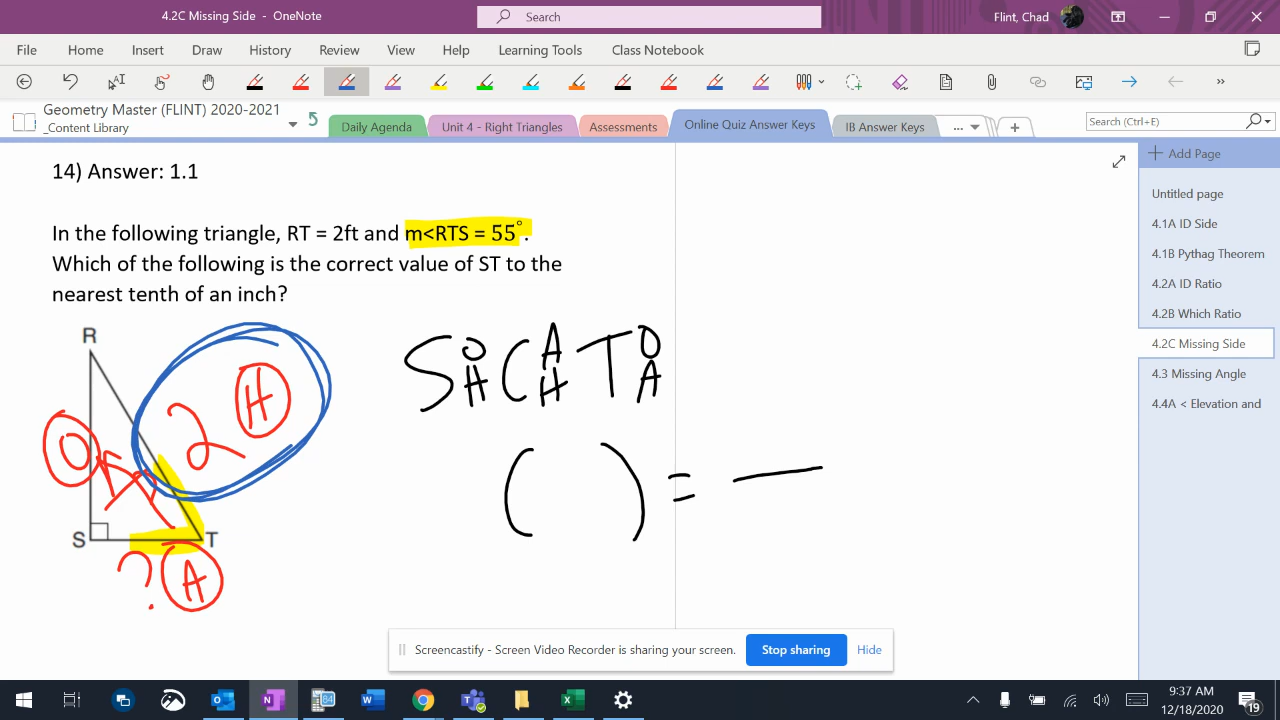 4.2C Missing Side - OneNote
Search
Flint, Chad
File Home Insert Draw History Review View Help Learning Tools Class Notebook
Geometry Master (FLINT) 2020-2021
_Content Library
Daily Agenda Unit 4 - Right Triangles Assessments Online Quiz Answer Keys IB Answer Keys ... + Search (Ctrl+E)
Add Page
Untitled page
4.1A ID Side
4.1B Pythag Theorem
4.2A ID Ratio
4.2B Which Ratio
4.2C Missing Side
4.3 Missing Angle
4.4A < Elevation and
14) Answer: 1.1
In the following triangle, RT = 2ft and m<RTS = 55°.
Which of the following is the correct value of ST to the
nearest tenth of an inch?
R
S O H C A H T O A
2 H
O
( ) = —
S T
? A
Screencastify - Screen Video Recorder is sharing your screen. Stop sharing Hide
9:37 AM
12/18/2020
19